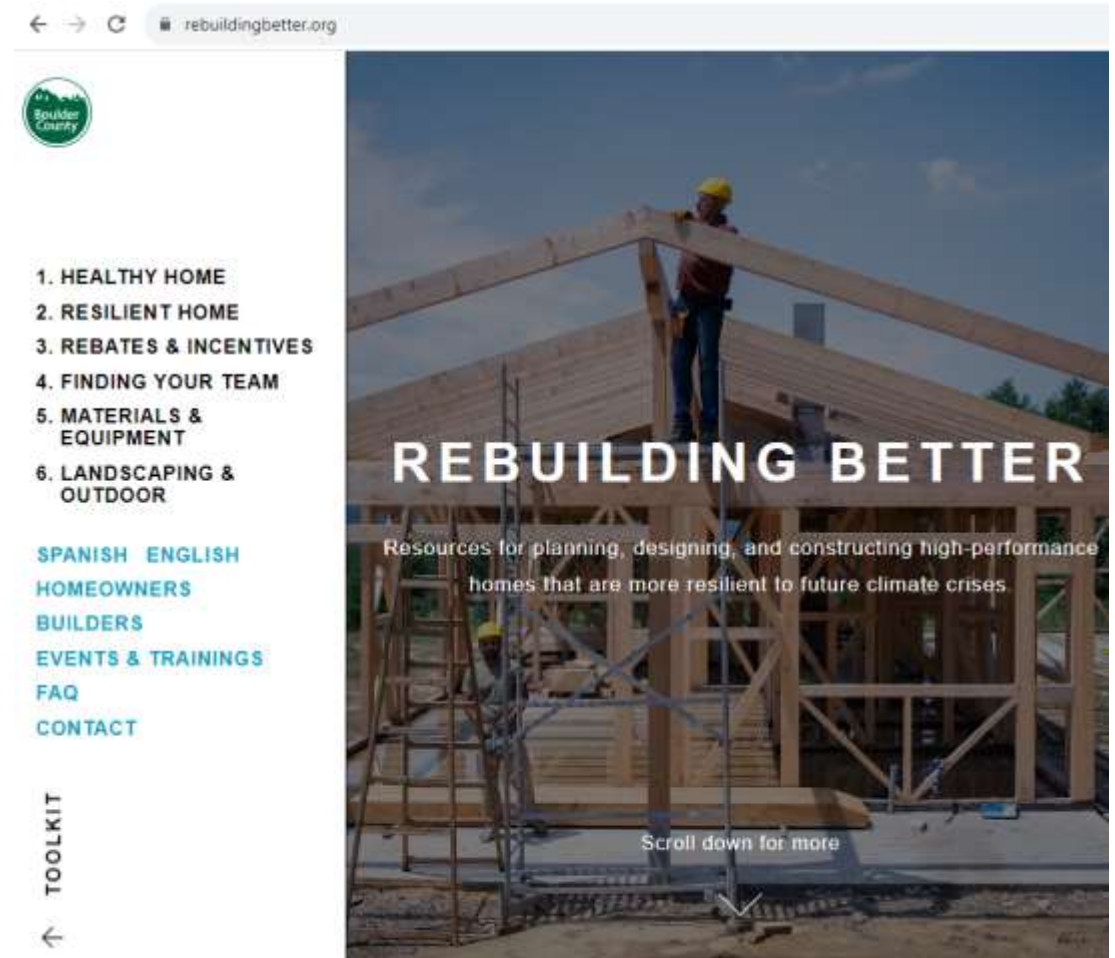 rebuildingbetter.org
Boulder
County
1. HEALTHY HOME
2. RESILIENT HOME
3. REBATES & INCENTIVES
4. FINDING YOUR TEAM
5. MATERIALS &
EQUIPMENT
6. LANDSCAPING &
OUTDOOR
SPANISH ENGLISH
HOMEOWNERS
BUILDERS
EVENTS & TRAININGS
FAQ
CONTACT
TOOLKIT
REBUILDING BETTER
Resources for planning, designing, and constructing high-performance
homes that are more resilient to future climate crises.
Scroll down for more